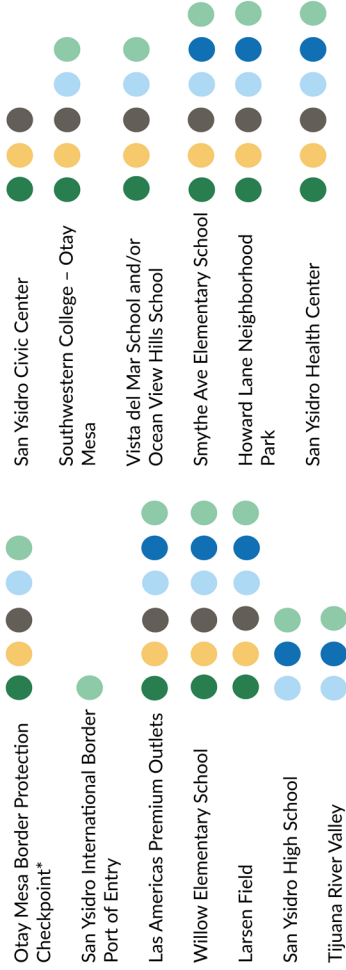 Otay Mesa Border Protection
Checkpoint*
San Ysidro International Border
Port of Entry
Las Americas Premium Outlets
Willow Elementary School
Larsen Field
San Ysidro High School
Tijuana River Valley
San Ysidro Civic Center
Southwestern College – Otay
Mesa
Vista del Mar School and/or
Ocean View Hills School
Smythe Ave Elementary School
Howard Lane Neighborhood
Park
San Ysidro Health Center